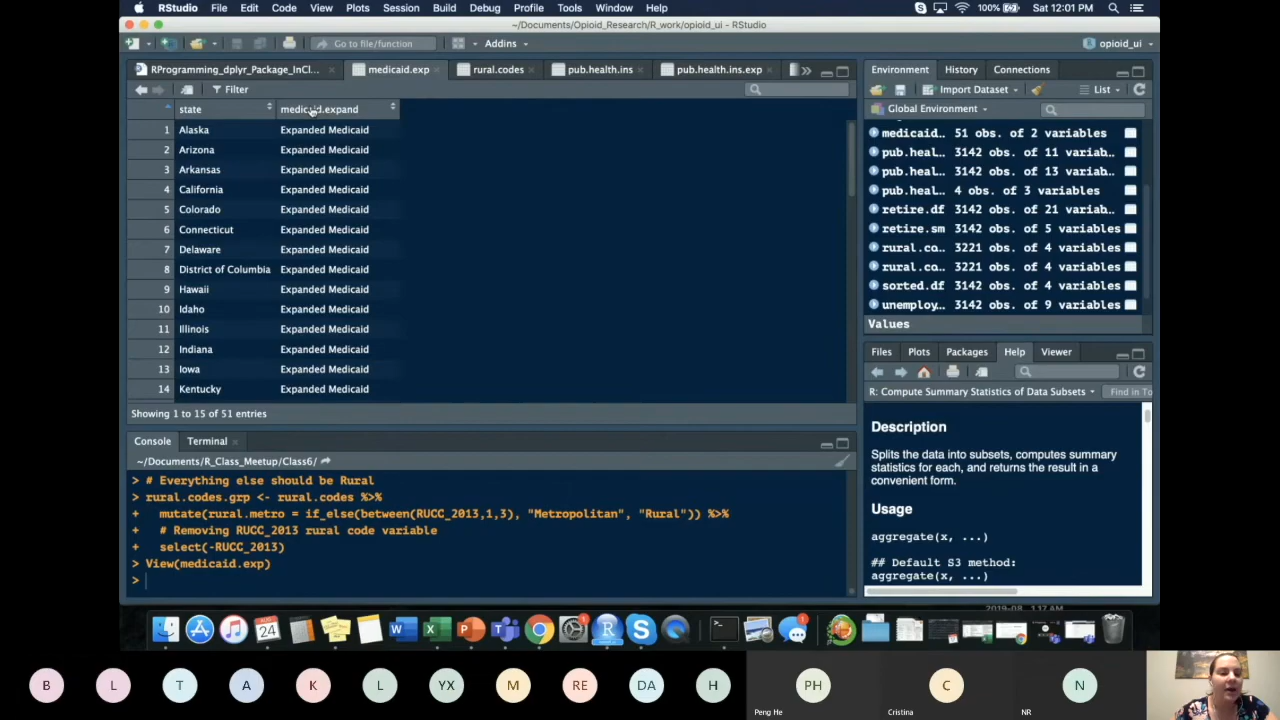 RStudio File Edit Code View Plots Session Build Debug Profile Tools Window Help 100% Sat 12:01 PM
~/Documents/Opioid_Research/R_work/opioid_ui - RStudio
Go to file/function Addins opioid_ui
RProgramming_dplyr_Package_InCl... medicaid.exp rural.codes pub.health.ins pub.health.ins.exp
Filter
state medicaid.expand
1 Alaska Expanded Medicaid
2 Arizona Expanded Medicaid
3 Arkansas Expanded Medicaid
4 California Expanded Medicaid
5 Colorado Expanded Medicaid
6 Connecticut Expanded Medicaid
7 Delaware Expanded Medicaid
8 District of Columbia Expanded Medicaid
9 Hawaii Expanded Medicaid
10 Idaho Expanded Medicaid
11 Illinois Expanded Medicaid
12 Indiana Expanded Medicaid
13 Iowa Expanded Medicaid
14 Kentucky Expanded Medicaid
Showing 1 to 15 of 51 entries
Console Terminal
~/Documents/R_Class_Meetup/Class6/
> # Everything else should be Rural
> rural.codes.grp <- rural.codes %>%
+ mutate(rural.metro = if_else(between(RUCC_2013,1,3), "Metropolitan", "Rural")) %>%
+ # Removing RUCC_2013 rural code variable
+ select(-RUCC_2013)
> View(medicaid.exp)
>
Environment History Connections
Import Dataset List
Global Environment
medicaid... 51 obs. of 2 variables
pub.heal... 3142 obs. of 11 variab...
pub.heal... 3142 obs. of 13 variab...
pub.heal... 4 obs. of 3 variables
retire.df 3142 obs. of 21 variab...
retire.sm 3142 obs. of 5 variables
rural.co... 3221 obs. of 4 variables
rural.co... 3221 obs. of 4 variables
sorted.df 3142 obs. of 4 variables
unemploy... 3142 obs. of 9 variables
Values
Files Plots Packages Help Viewer
R: Compute Summary Statistics of Data Subsets Find in To
Description
Splits the data into subsets, computes summary
statistics for each, and returns the result in a
convenient form.
Usage
aggregate(x, ...)
## Default S3 method:
aggregate(x, ...)
2019-08 1.17 AM
24
B L T A K L YX M RE DA H PH C N
Peng He Cristina NR